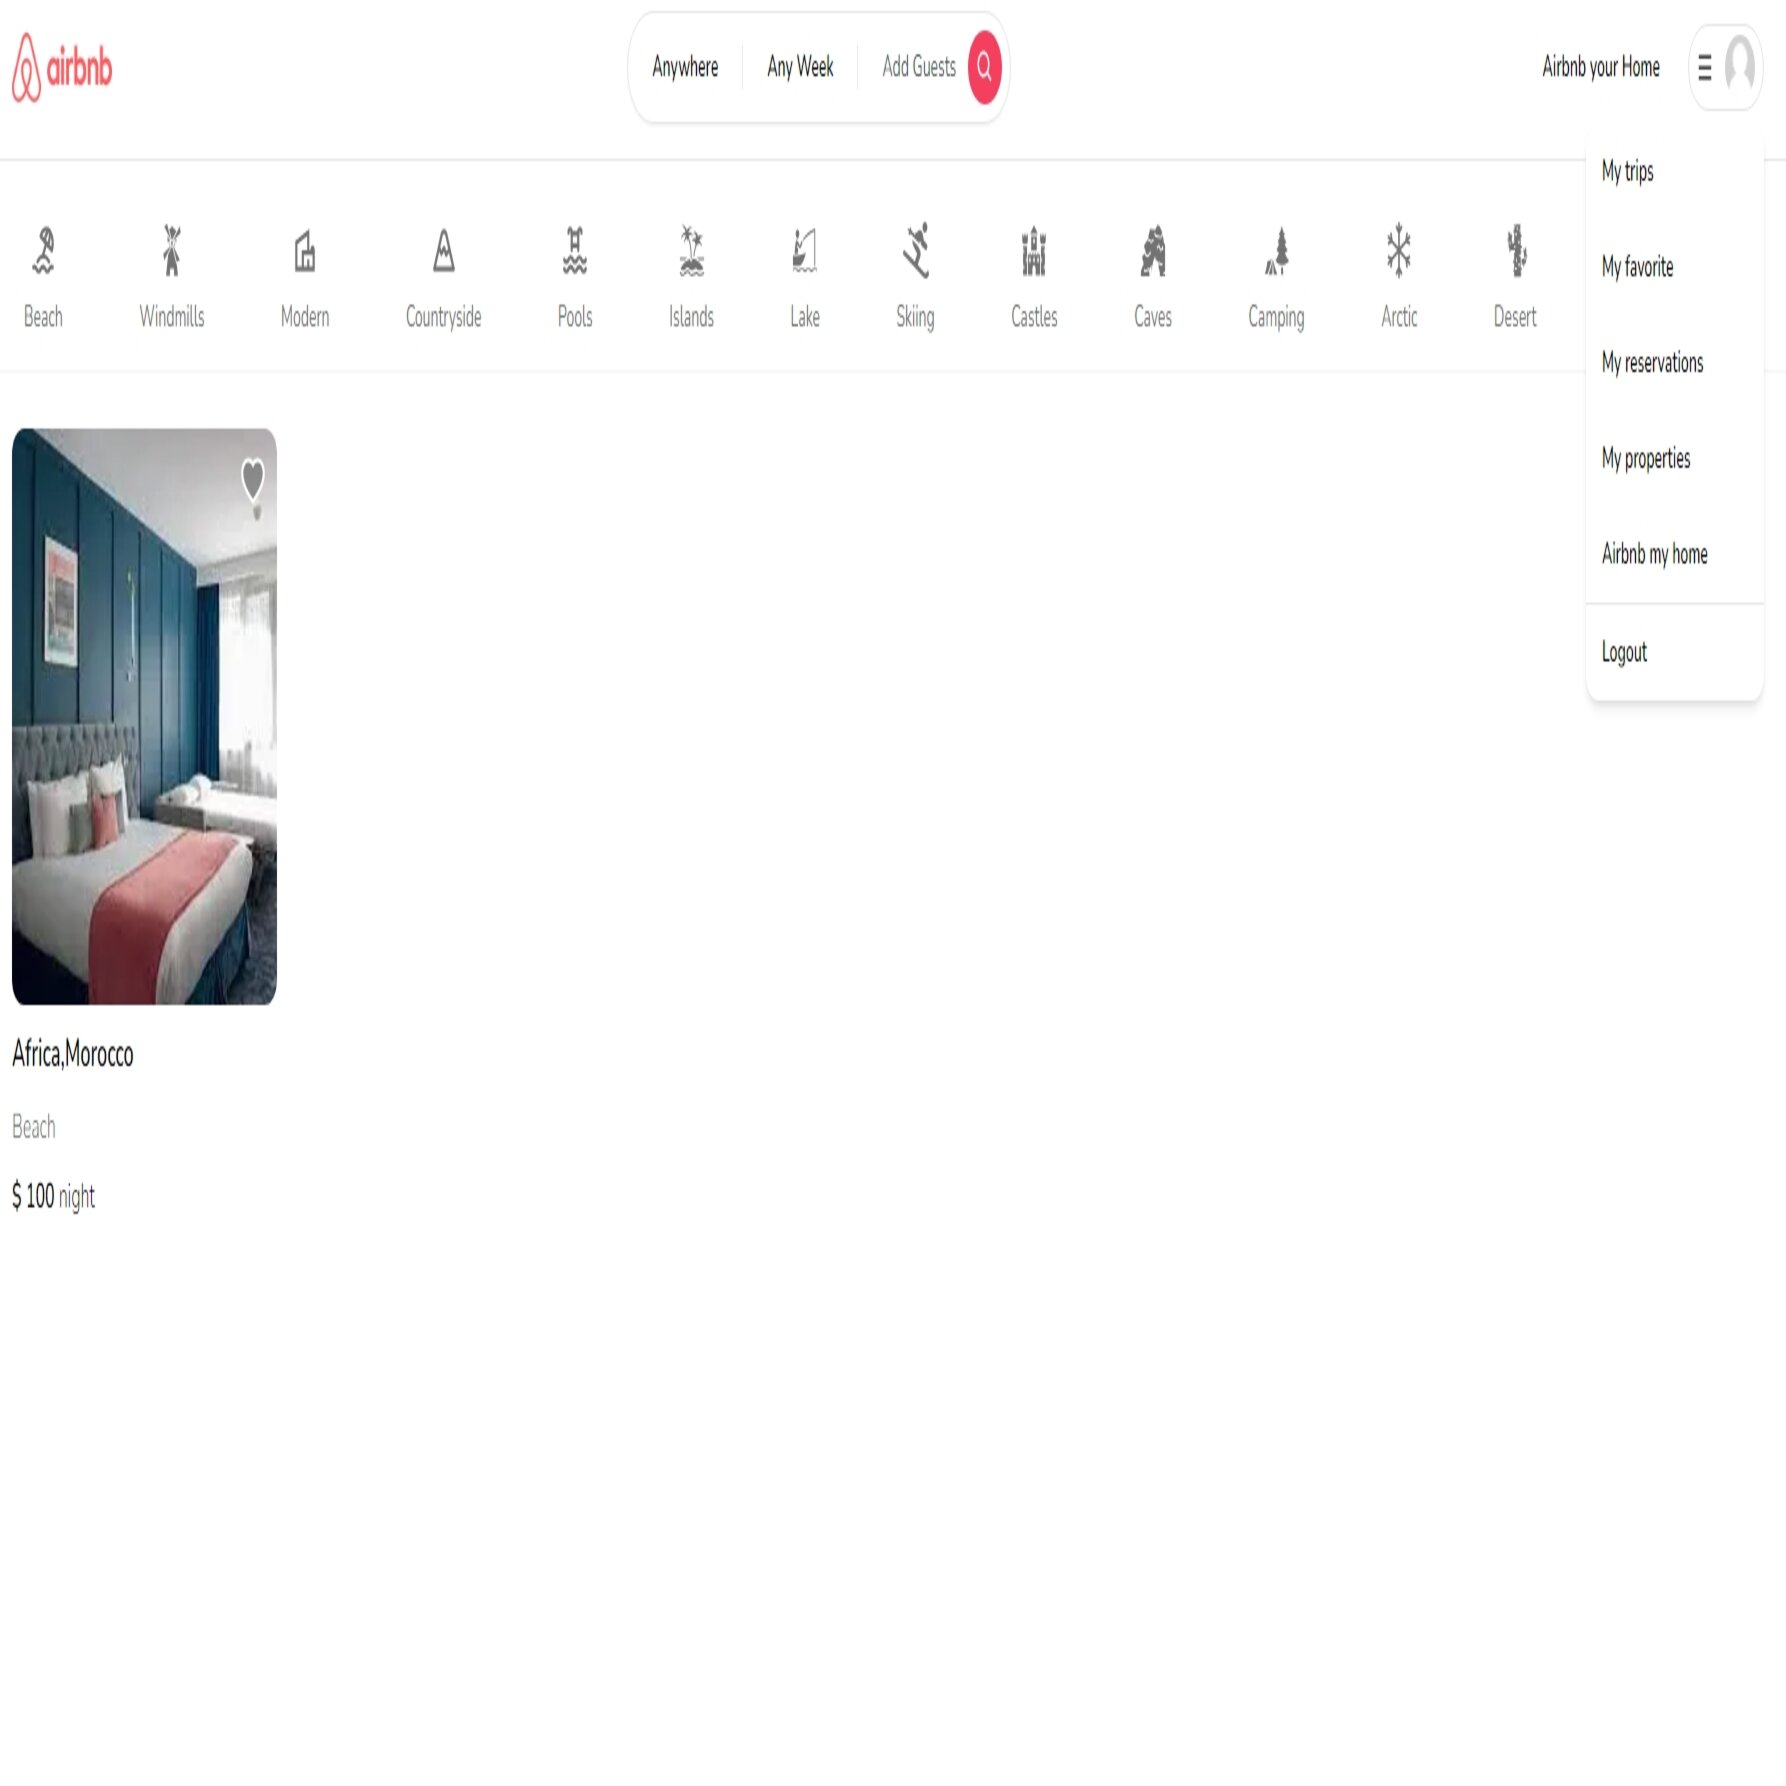 airbnb
Anywhere
Any Week
Add Guests
Airbnb your Home
My trips
My favorite
My reservations
My properties
Airbnb my home
Logout
Beach
Windmills
Modern
Countryside
Pools
Islands
Lake
Skiing
Castles
Caves
Camping
Arctic
Desert
Africa,Morocco
Beach
$ 100 night